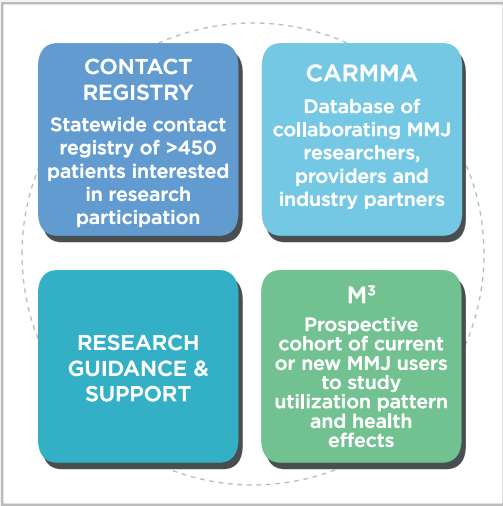 CONTACT
REGISTRY
Statewide contact
registry of >450
patients interested
in research
participation
CARMMA
Database of
collaborating MMJ
researchers,
providers and
industry partners
RESEARCH
GUIDANCE &
SUPPORT
M³
Prospective
cohort of current
or new MMJ users
to study
utilization pattern
and health
effects